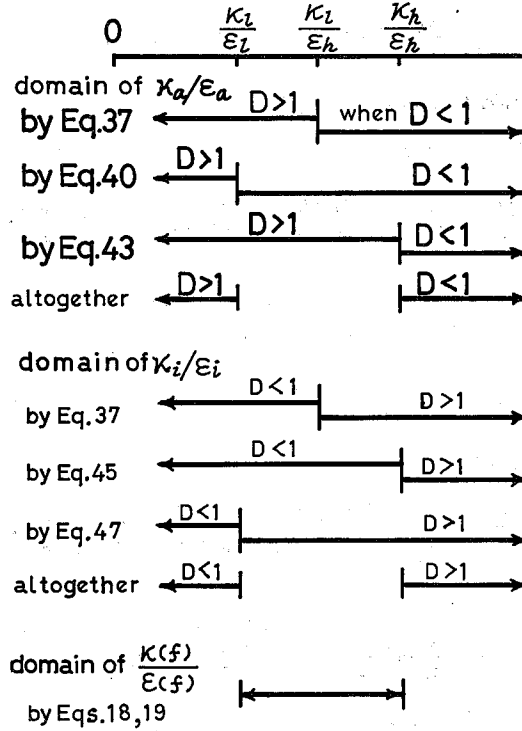 0 κl/εl κl/εh κh/εh
domain of κa/εa
by Eq.37 D>1 when D<1
by Eq.40 D>1 D<1
by Eq.43 D>1 D<1
altogether D>1 D<1
domain of κi/εi
by Eq.37 D<1 D>1
by Eq.45 D<1 D>1
by Eq.47 D<1 D>1
altogether D<1 D>1
domain of κ(f)/ε(f)
by Eqs.18,19